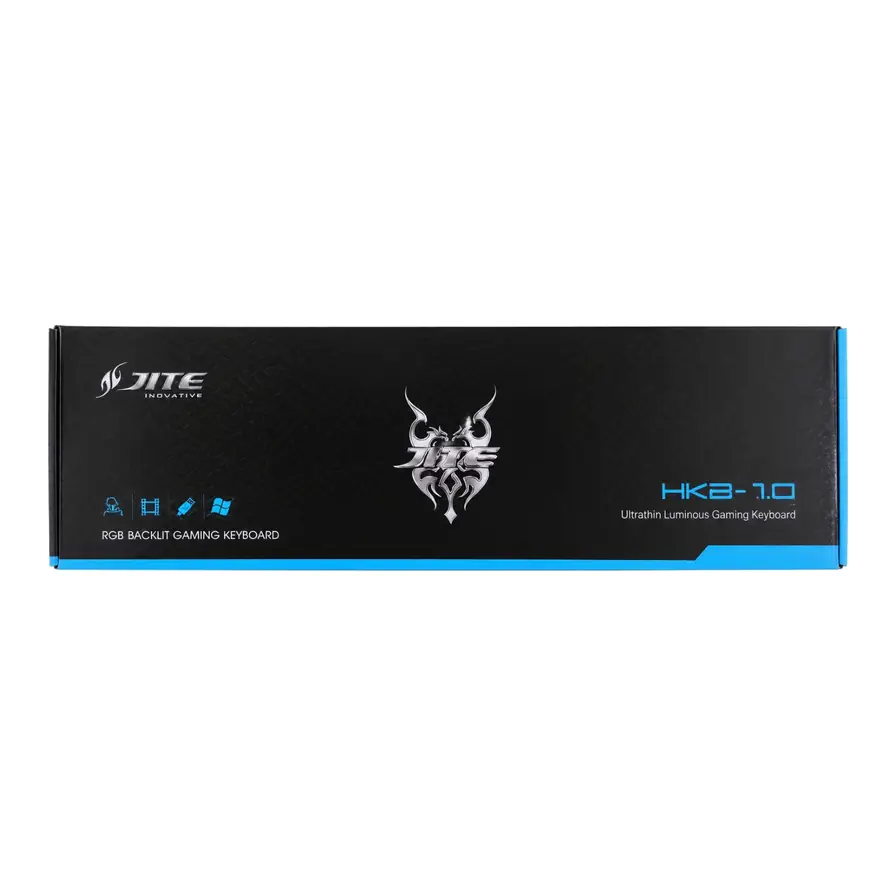 JITE
INOVATIVE
JITE
HKB-1.0
Ultrathin Luminous Gaming Keyboard
RGB BACKLIT GAMING KEYBOARD